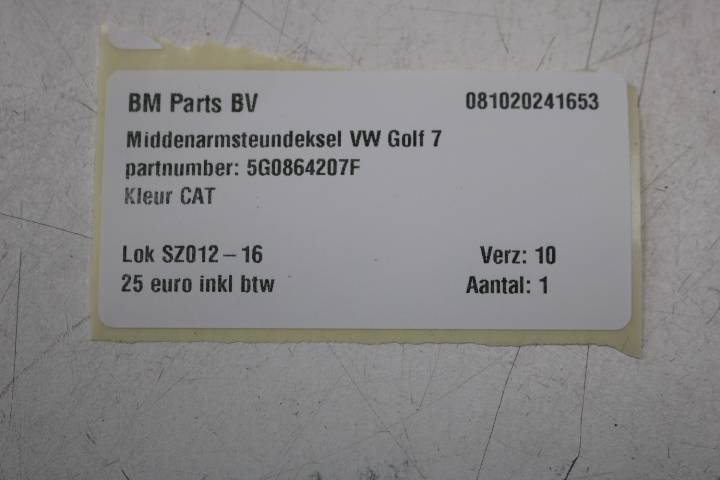 BM Parts BV 081020241653
Middenarmsteundeksel VW Golf 7
partnumber: 5G0864207F
Kleur CAT
Lok SZ012 – 16 Verz: 10
25 euro inkl btw Aantal: 1